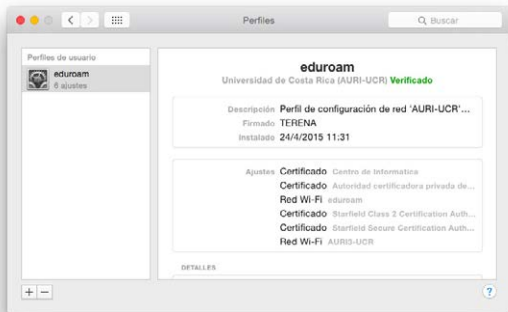 Perfiles
Buscar
Perfiles de usuario
eduroam
6 ajustes
eduroam
Universidad de Costa Rica (AURI-UCR) Verificado
Descripción Perfil de configuración de red 'AURI-UCR'...
Firmado TERENA
Instalado 24/4/2015 11:31
Ajustes Certificado Centro de Informatica
Certificado Autoridad certificadora privada de...
Red Wi-Fi eduroam
Certificado Starfield Class 2 Certification Auth...
Certificado Starfield Secure Certification Auth...
Red Wi-Fi AURI3-UCR
DETALLES
+ −
?